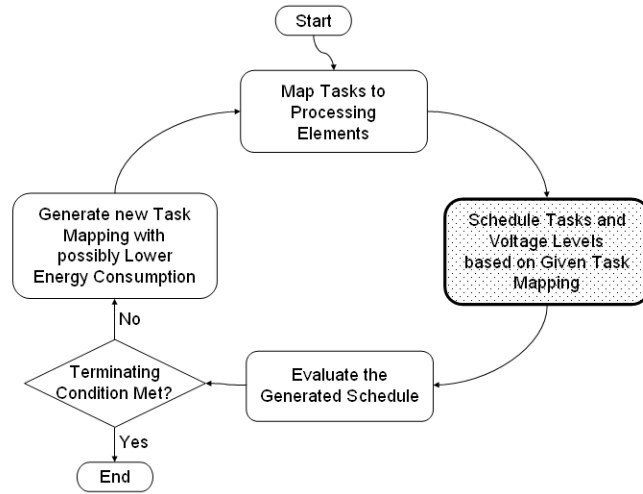 Start
Map Tasks to
Processing
Elements
Schedule Tasks and
Voltage Levels
based on Given Task
Mapping
Evaluate the
Generated Schedule
Terminating
Condition Met?
No
Generate new Task
Mapping with
possibly Lower
Energy Consumption
Yes
End